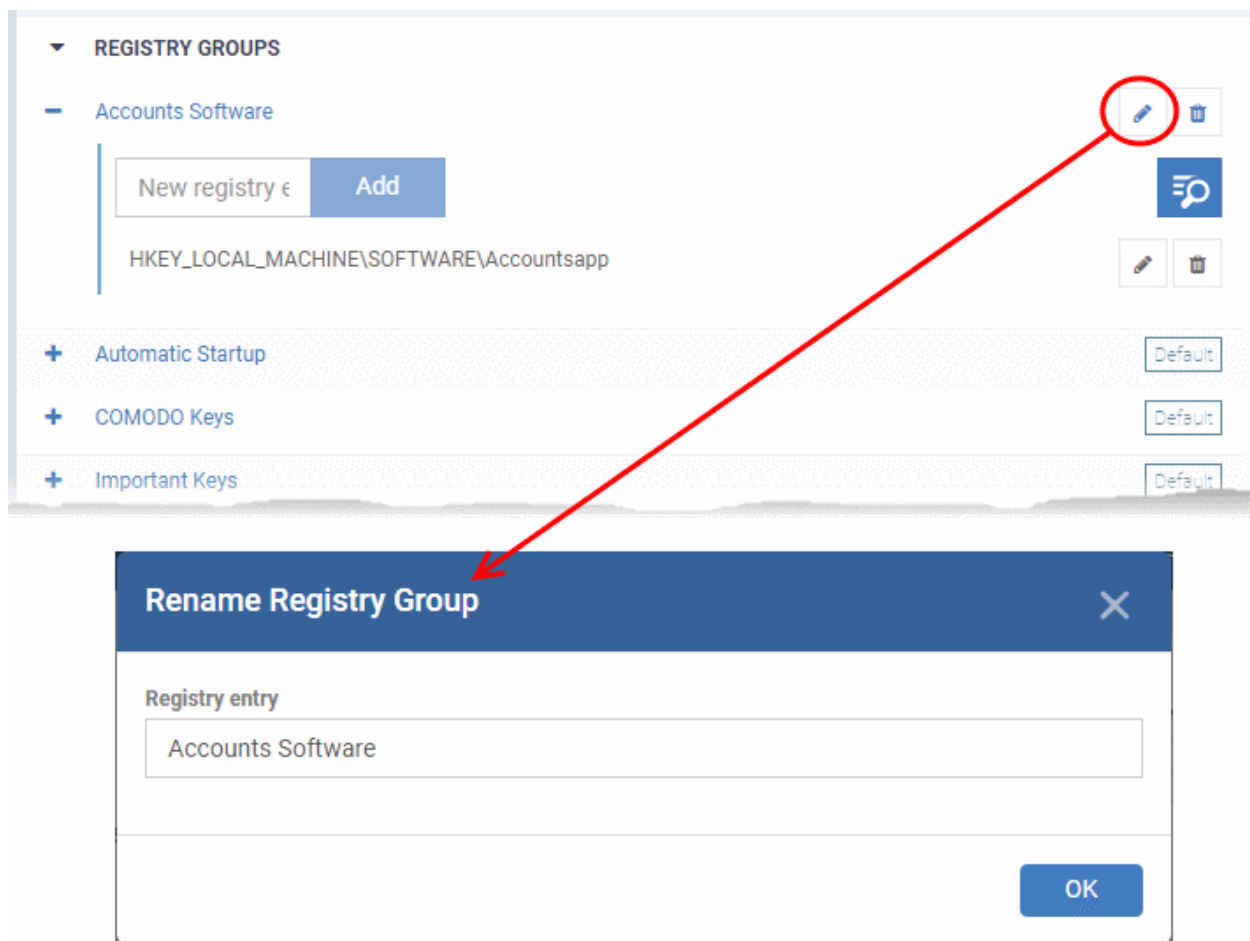 REGISTRY GROUPS
Accounts Software
New registry e Add
HKEY_LOCAL_MACHINE\SOFTWARE\Accountsapp
Automatic Startup Default
COMODO Keys Default
Important Keys Default
Rename Registry Group
Registry entry
Accounts Software
OK